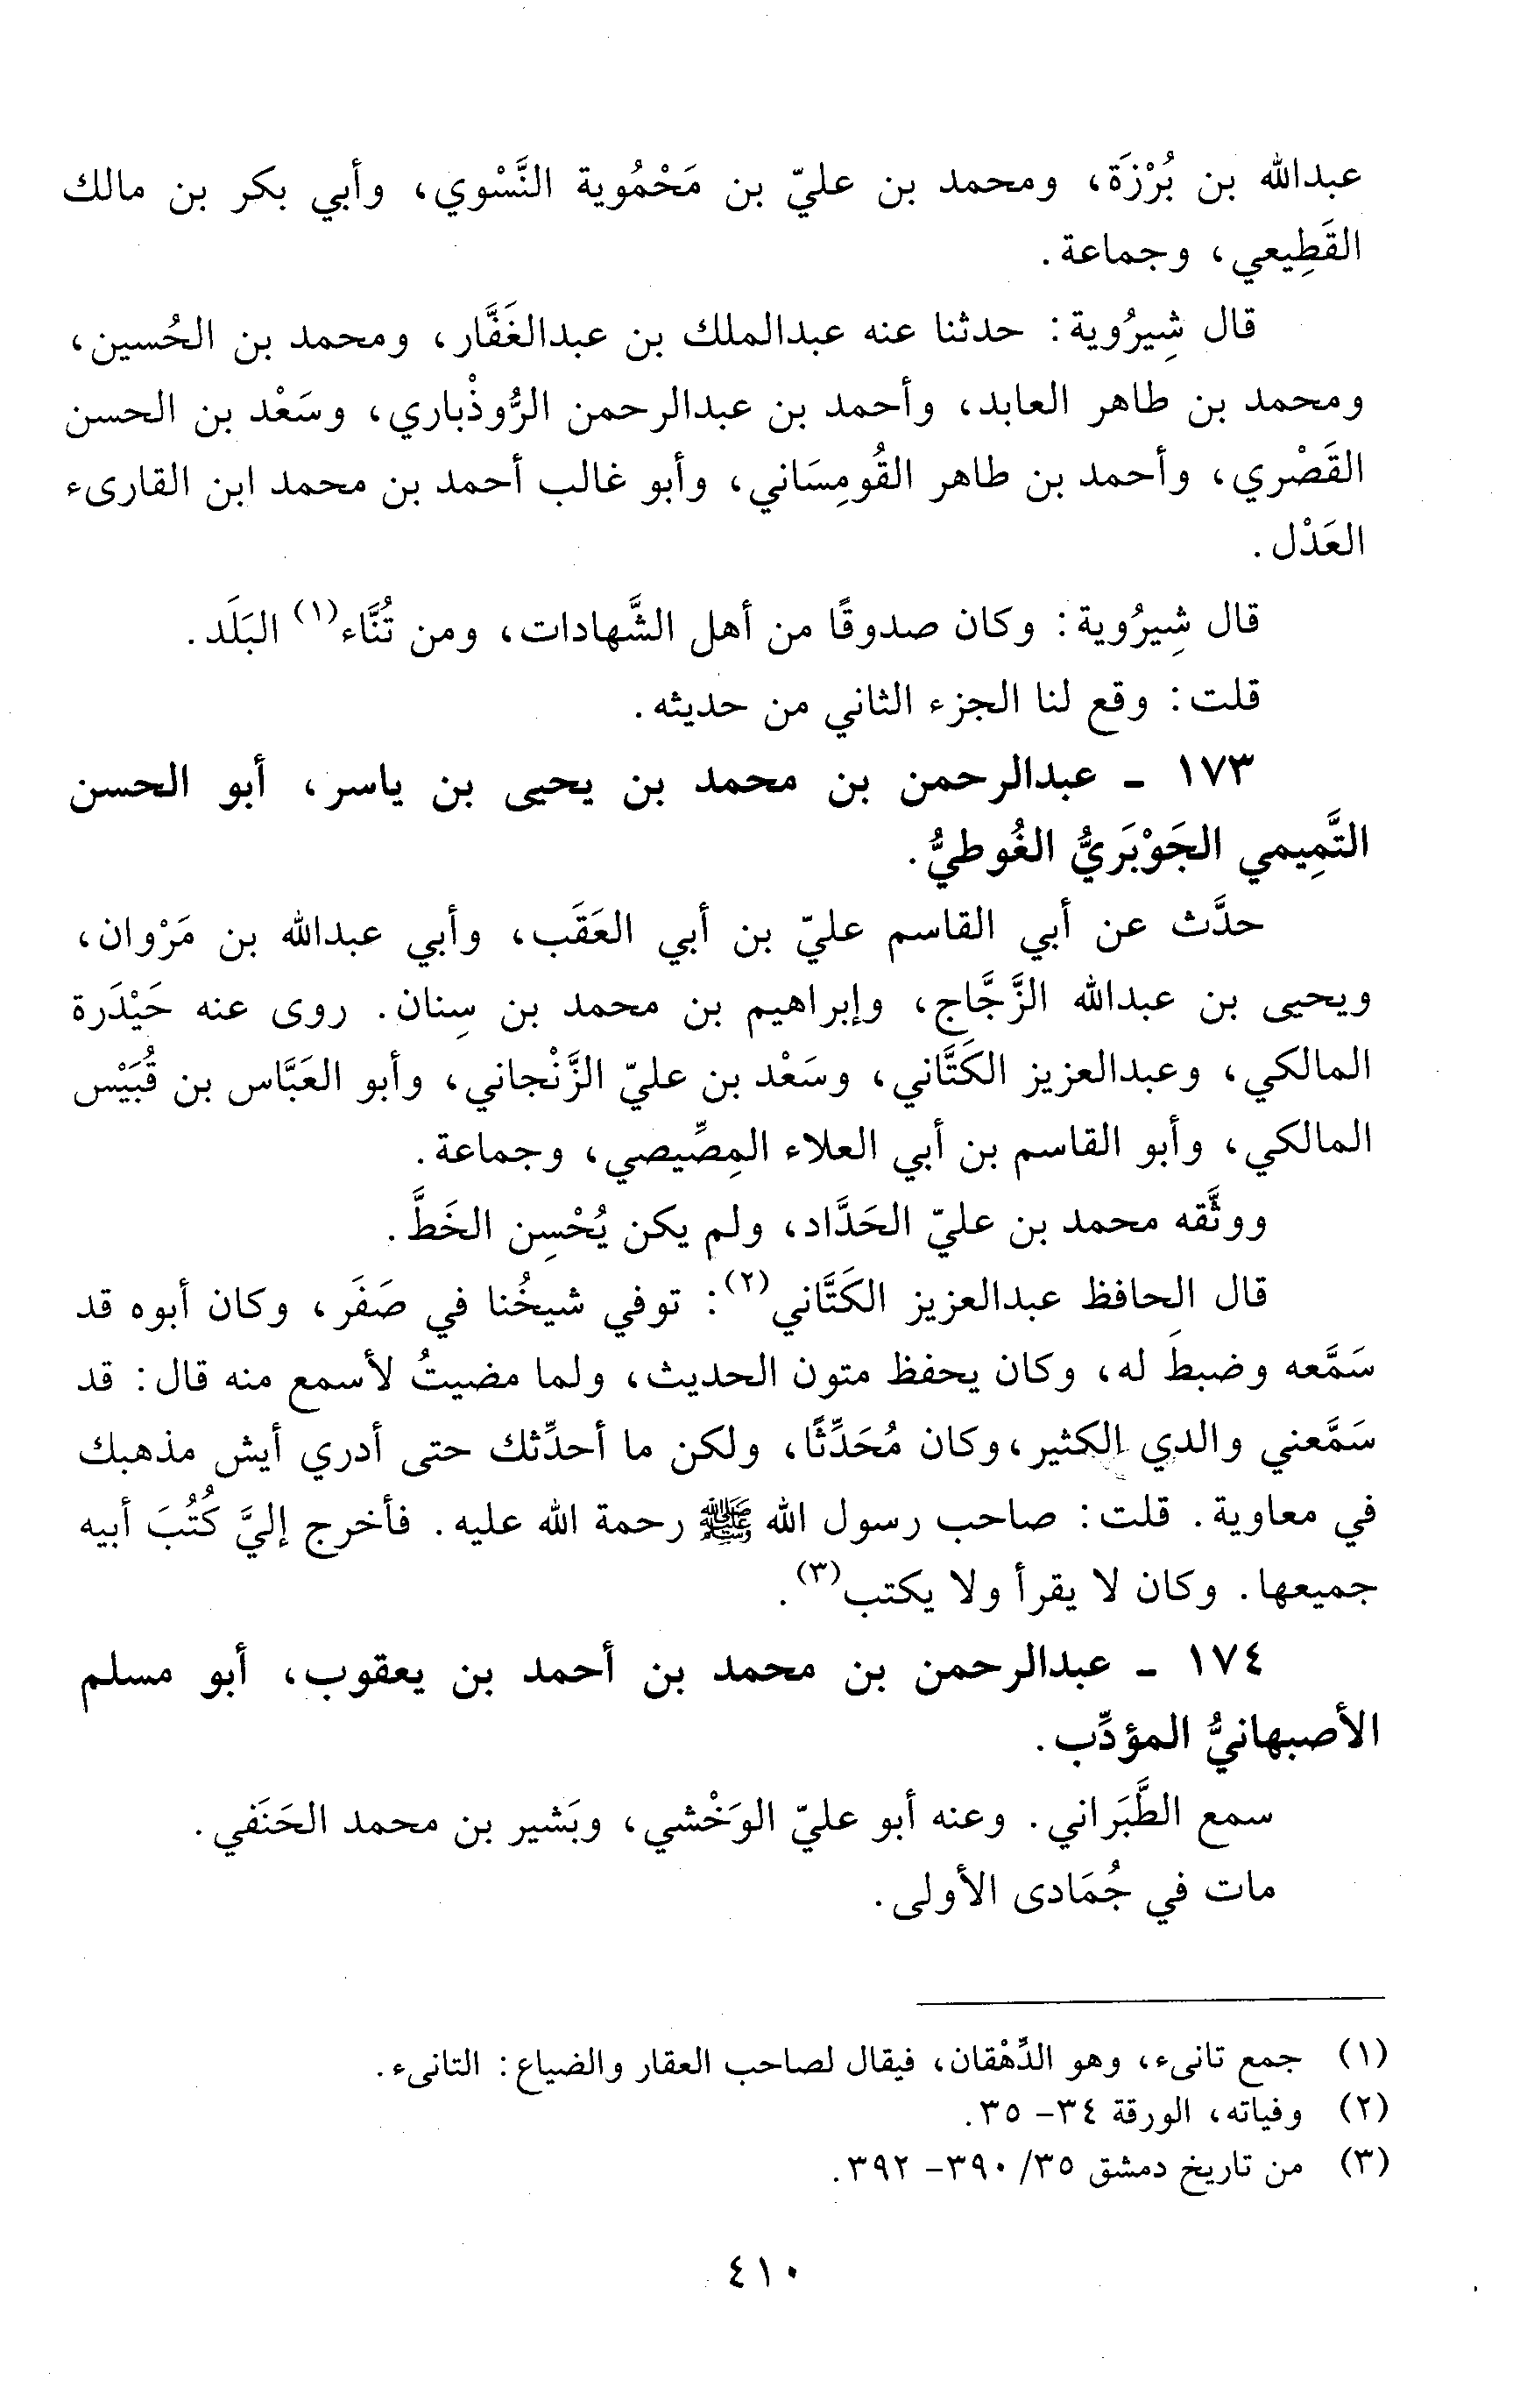 عبدالله بن بُرْزَة، ومحمد بن عليّ بن مَحْمُوية النَّسْوي، وأبي بكر بن مالك
القَطِيعي، وجماعة.
قال شِيرُوية: حدثنا عنه عبدالملك بن عبدالغَفَّار، ومحمد بن الحُسين،
ومحمد بن طاهر العابد، وأحمد بن عبدالرحمن الرُّوذْباري، وسَعْد بن الحسن
القَصْري، وأحمد بن طاهر القُومِسَاني، وأبو غالب أحمد بن محمد ابن القارىء
العَدْل.
قال شِيرُوية: وكان صدوقًا من أهل الشَّهادات، ومن تُنَّاء(١) البَلَد.
قلت: وقع لنا الجزء الثاني من حديثه.
١٧٣ - عبدالرحمن بن محمد بن يحيى بن ياسر، أبو الحسن
التَّمِيمي الجَوْبَريُّ الغُوطيُّ.
حدَّث عن أبي القاسم عليّ بن أبي العَقَب، وأبي عبدالله بن مَرْوان،
ويحيى بن عبدالله الزَّجَّاج، وإبراهيم بن محمد بن سِنان. روى عنه حَيْدَرة
المالكي، وعبدالعزيز الكَتَّاني، وسَعْد بن عليّ الزَّنْجاني، وأبو العَبَّاس بن قُبَيْس
المالكي، وأبو القاسم بن أبي العلاء المِصِّيصي، وجماعة.
ووثَّقه محمد بن عليّ الحَدَّاد، ولم يكن يُحْسِن الخَطَّ.
قال الحافظ عبدالعزيز الكَتَّاني(٢): توفي شيخُنا في صَفَر، وكان أبوه قد
سَمَّعه وضبطَ له، وكان يحفظ متون الحديث، ولما مضيتُ لأسمع منه قال: قد
سَمَّعني والدي الكثير، وكان مُحَدِّثًا، ولكن ما أحدِّثك حتى أدري أيش مذهبك
في معاوية. قلت: صاحب رسول الله ﷺ رحمة الله عليه. فأخرج إليَّ كُتُبَ أبيه
جميعها. وكان لا يقرأ ولا يكتب(٣).
١٧٤ - عبدالرحمن بن محمد بن أحمد بن يعقوب، أبو مسلم
الأصبهانيُّ المؤدِّب.
سمع الطَّبَراني. وعنه أبو عليّ الوَخْشي، وبَشير بن محمد الحَنَفي.
مات في جُمَادى الأولى.
(١) جمع تانىء، وهو الدِّهْقان، فيقال لصاحب العقار والضياع: التانىء.
(٢) وفياته، الورقة ٣٤- ٣٥.
(٣) من تاريخ دمشق ٣٥/ ٣٩٠- ٣٩٢.
٤١٠